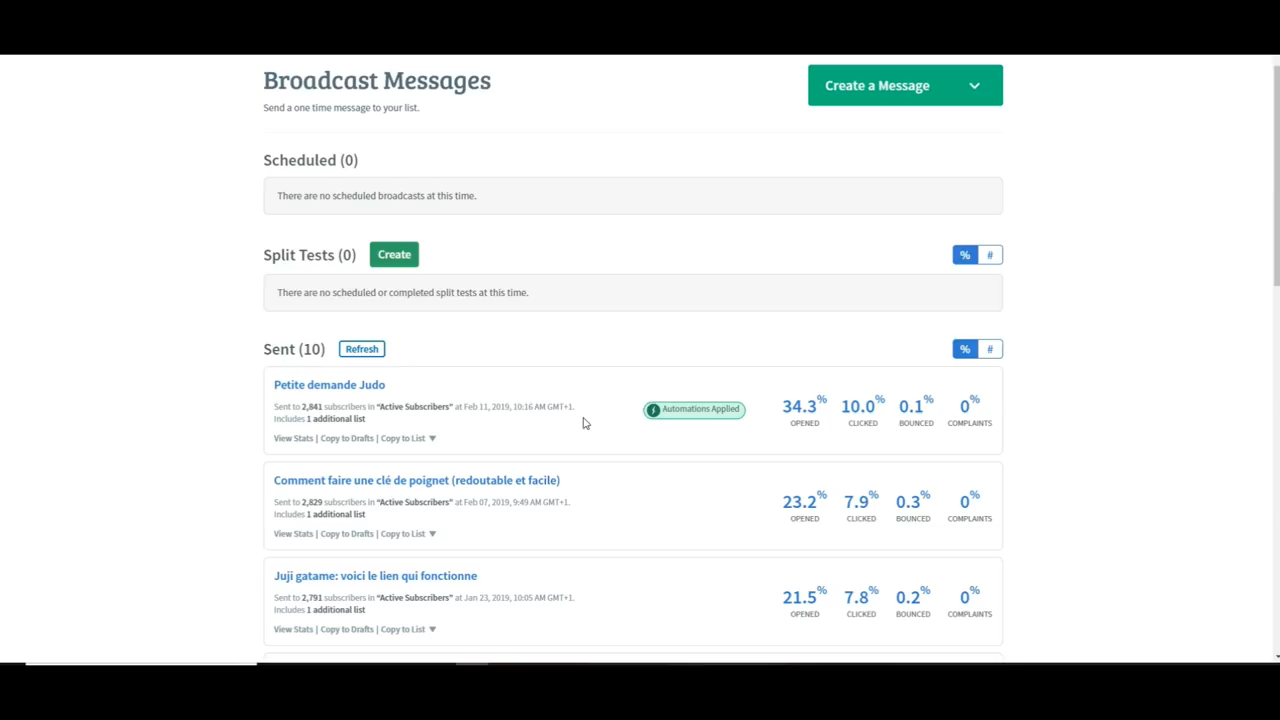 Broadcast Messages
Create a Message
Send a one time message to your list.
Scheduled (0)
There are no scheduled broadcasts at this time.
Split Tests (0) Create % #
There are no scheduled or completed split tests at this time.
Sent (10) Refresh % #
Petite demande Judo
Sent to 2,841 subscribers in "Active Subscribers" at Feb 11, 2019, 10:16 AM GMT+1.
Includes 1 additional list
View Stats | Copy to Drafts | Copy to List ▼
Automations Applied
34.3% 10.0% 0.1% 0%
OPENED CLICKED BOUNCED COMPLAINTS
Comment faire une clé de poignet (redoutable et facile)
Sent to 2,829 subscribers in "Active Subscribers" at Feb 07, 2019, 9:49 AM GMT+1.
Includes 1 additional list
View Stats | Copy to Drafts | Copy to List ▼
23.2% 7.9% 0.3% 0%
OPENED CLICKED BOUNCED COMPLAINTS
Juji gatame: voici le lien qui fonctionne
Sent to 2,791 subscribers in "Active Subscribers" at Jan 23, 2019, 10:05 AM GMT+1.
Includes 1 additional list
View Stats | Copy to Drafts | Copy to List ▼
21.5% 7.8% 0.2% 0%
OPENED CLICKED BOUNCED COMPLAINTS